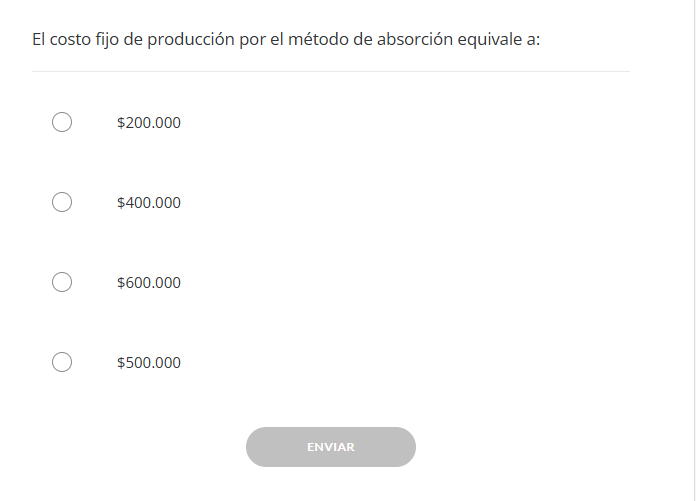 El costo fijo de producción por el método de absorción equivale a:
$200.000
$400.000
$600.000
$500.000
ENVIAR